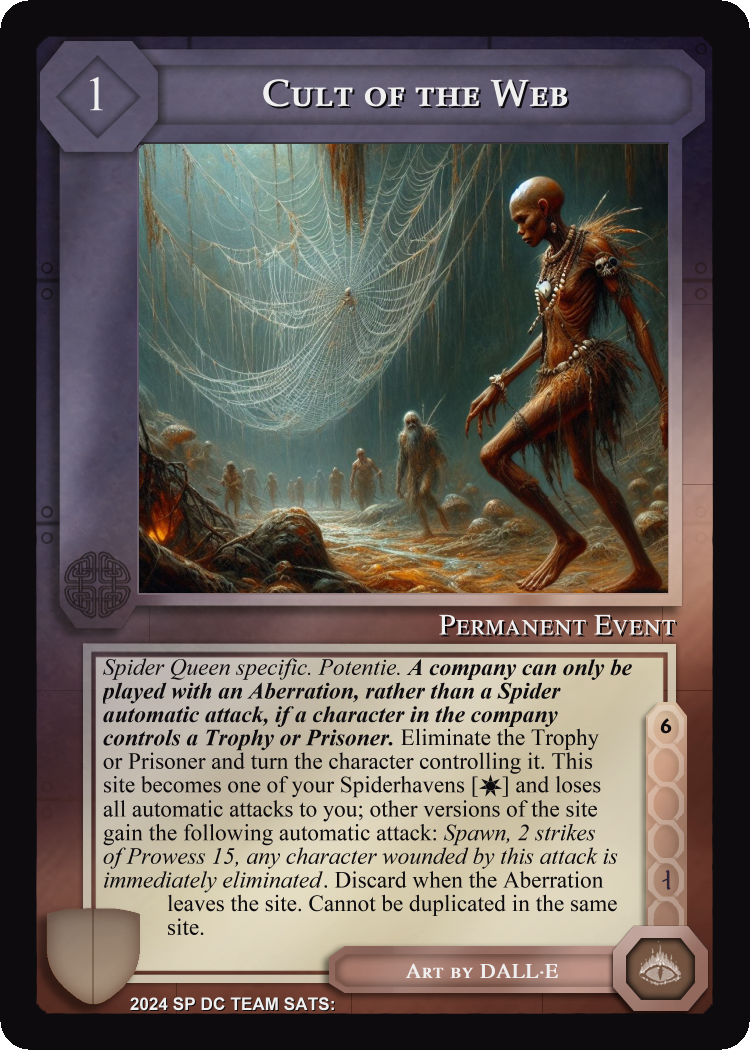 1
Cult of the Web
Permanent Event
Spider Queen specific. Potentie. A company can only be
played with an Aberration, rather than a Spider
automatic attack, if a character in the company
controls a Trophy or Prisoner. Eliminate the Trophy
or Prisoner and turn the character controlling it. This
site becomes one of your Spiderhavens [✷] and loses
all automatic attacks to you; other versions of the site
gain the following automatic attack: Spawn, 2 strikes
of Prowess 15, any character wounded by this attack is
immediately eliminated. Discard when the Aberration
leaves the site. Cannot be duplicated in the same
site.
6
Art by DALL·E
2024 SP DC TEAM SATS: